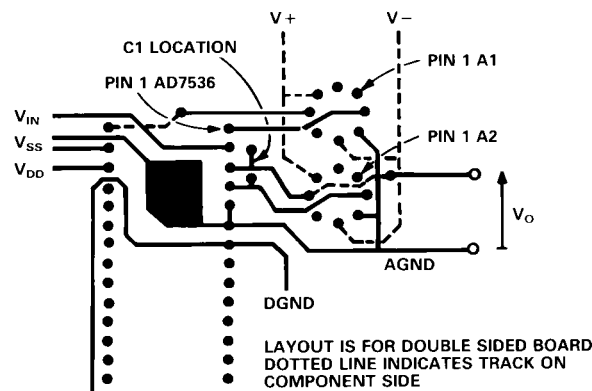 V+
V−
C1 LOCATION
PIN 1 A1
PIN 1 AD7536
VIN
PIN 1 A2
VSS
VDD
VO
AGND
DGND
LAYOUT IS FOR DOUBLE SIDED BOARD
DOTTED LINE INDICATES TRACK ON
COMPONENT SIDE